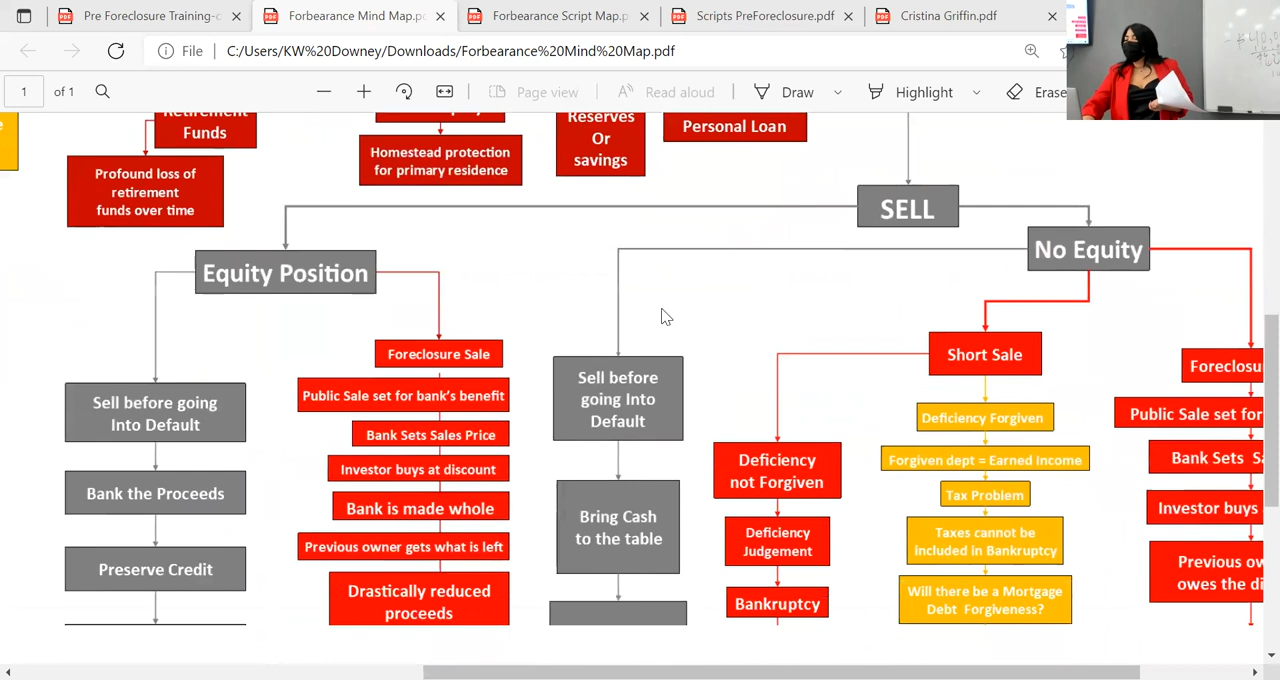 Pre Foreclosure Training-c
Forbearance Mind Map.pc
Forbearance Script Map.p
Scripts PreForeclosure.pdf
Cristina Griffin.pdf
File
C:/Users/KW%20Downey/Downloads/Forbearance%20Mind%20Map.pdf
1
of 1
Page view
Read aloud
Draw
Highlight
Erase
Retirement
Funds
Profound loss of
retirement
funds over time
Homestead protection
for primary residence
Reserves
Or
savings
Personal Loan
SELL
Equity Position
No Equity
Sell before going
Into Default
Bank the Proceeds
Preserve Credit
Foreclosure Sale
Public Sale set for bank's benefit
Bank Sets Sales Price
Investor buys at discount
Bank is made whole
Previous owner gets what is left
Drastically reduced
proceeds
Sell before
going Into
Default
Bring Cash
to the table
Short Sale
Deficiency
not Forgiven
Deficiency
Judgement
Bankruptcy
Deficiency Forgiven
Forgiven dept = Earned Income
Tax Problem
Taxes cannot be
included in Bankruptcy
Will there be a Mortgage
Debt Forgiveness?
Foreclosu
Public Sale set for
Bank Sets Sa
Investor buys
Previous ow
owes the di